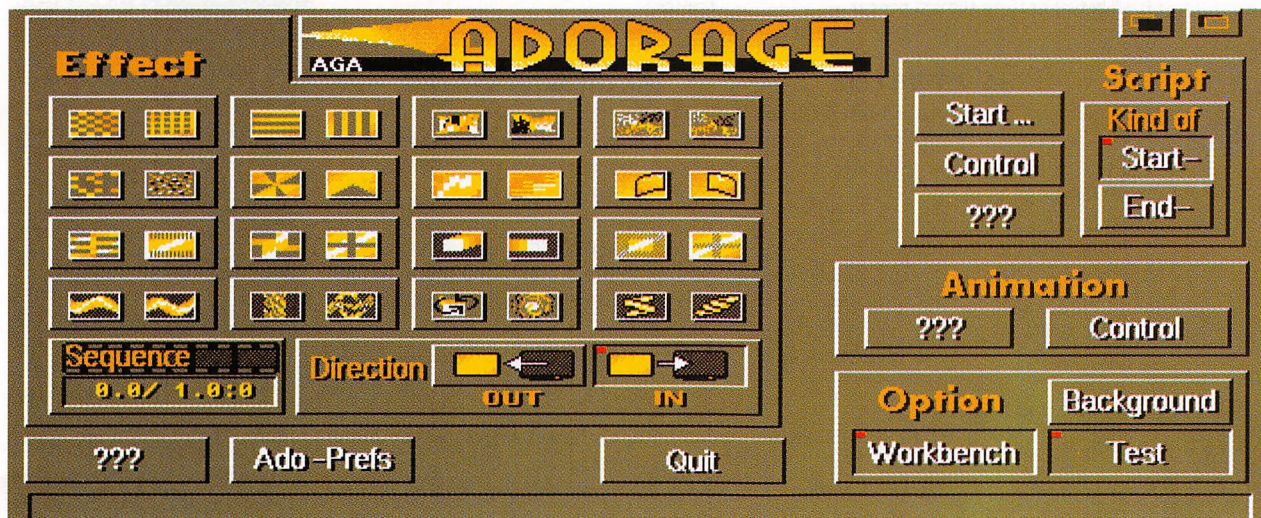 Effect
AGA
ADORAGE
Script
Start ...
Kind of
Control
Start-
???
End-
Animation
???
Control
Sequence
0.0/ 1.0:0
Direction
OUT
IN
Option
Background
Workbench
Test
???
Ado-Prefs
Quit